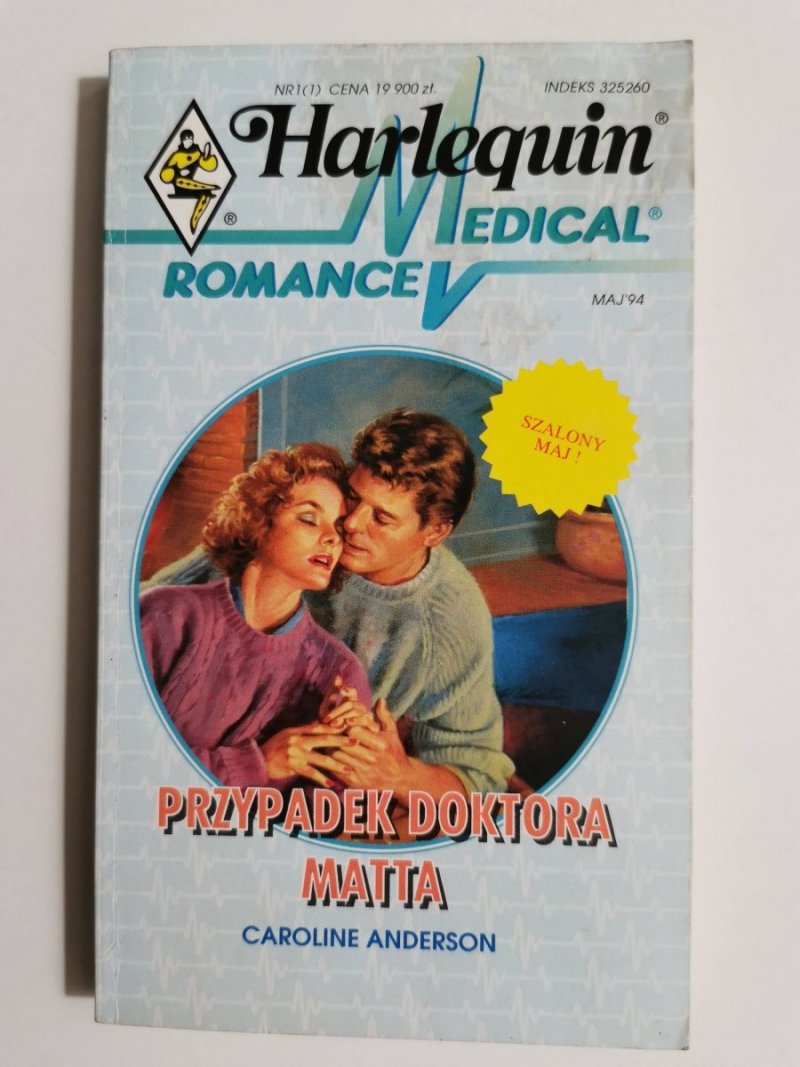 NR1(1) CENA 19 900 zł.
INDEKS 325260
Harlequin®
®
MEDICAL®
ROMANCE
MAJ'94
SZALONY
MAJ !
PRZYPADEK DOKTORA
MATTA
CAROLINE ANDERSON